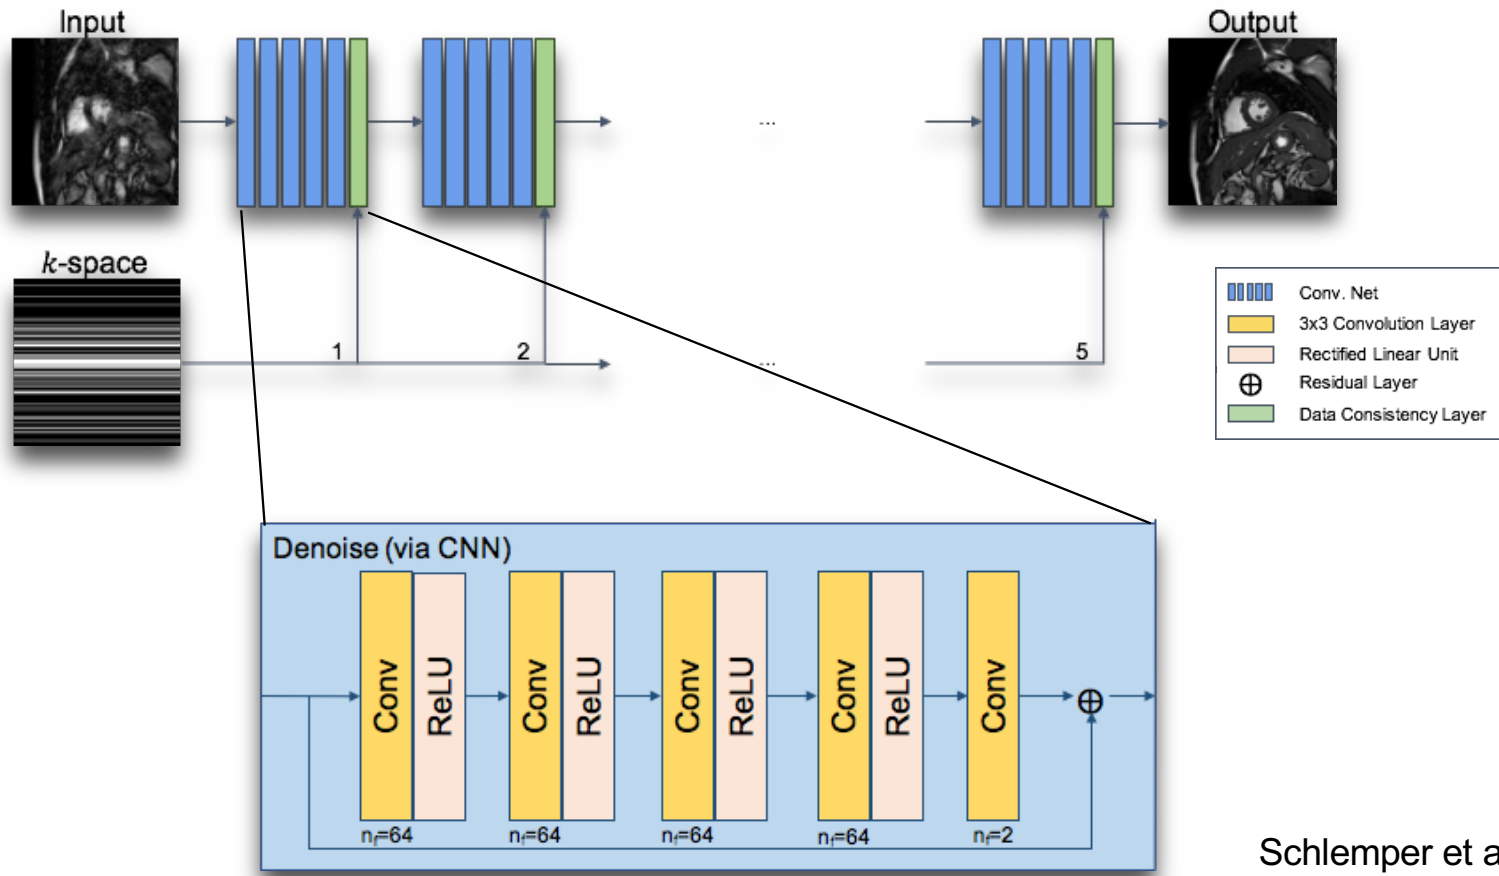 Input
Output
...
k-space
1
2
...
5
Conv. Net
3x3 Convolution Layer
Rectified Linear Unit
Residual Layer
Data Consistency Layer
Denoise (via CNN)
Conv
ReLU
Conv
ReLU
Conv
ReLU
Conv
ReLU
Conv
nf=64
nf=64
nf=64
nf=64
nf=2
Schlemper et a